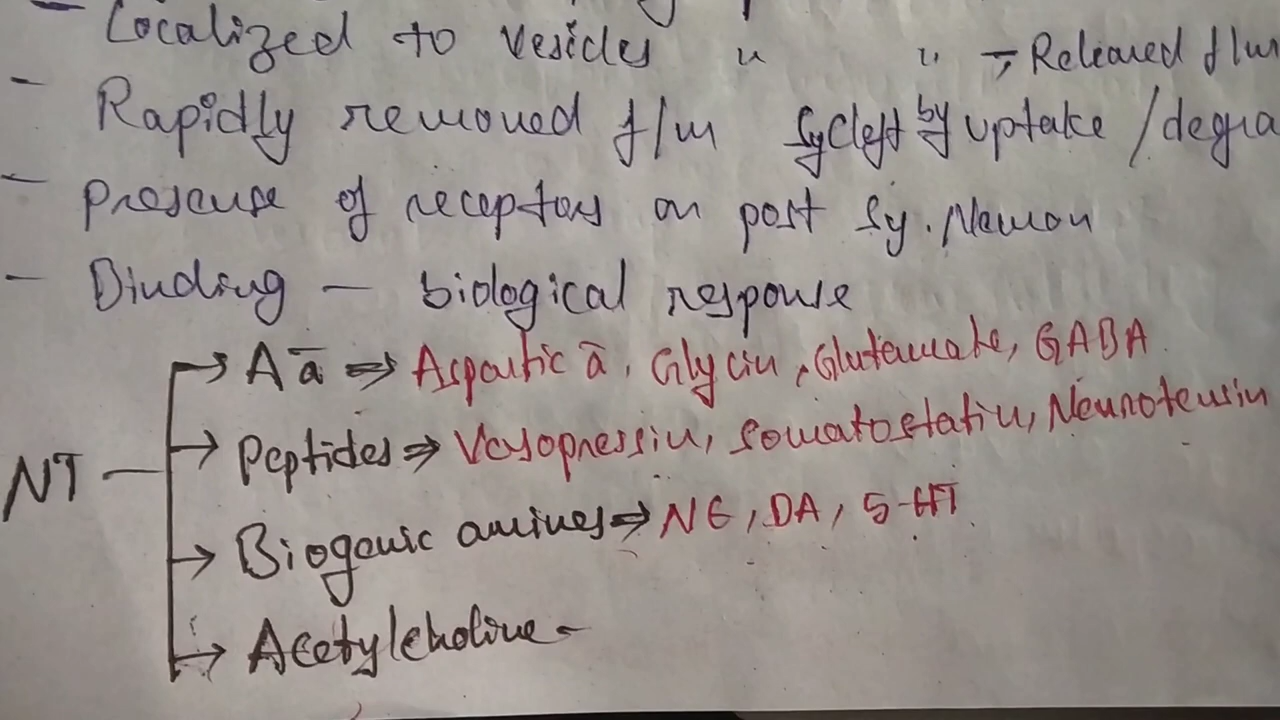 - Localized to vesicles " " → Released f/m
- Rapidly removed f/m Sy cleft by uptake / degra
- Presence of receptors on post Sy. Neuron
- Binding - biological response
→ Aā ⇒ Aspartic ā, Glycin, Glutamate, GABA
→ Peptides ⇒ Vasopressin, Somatostatin, Neurotensin
NT
→ Biogenic amines ⇒ NE, DA, 5-HT
→ Acetylcholine -